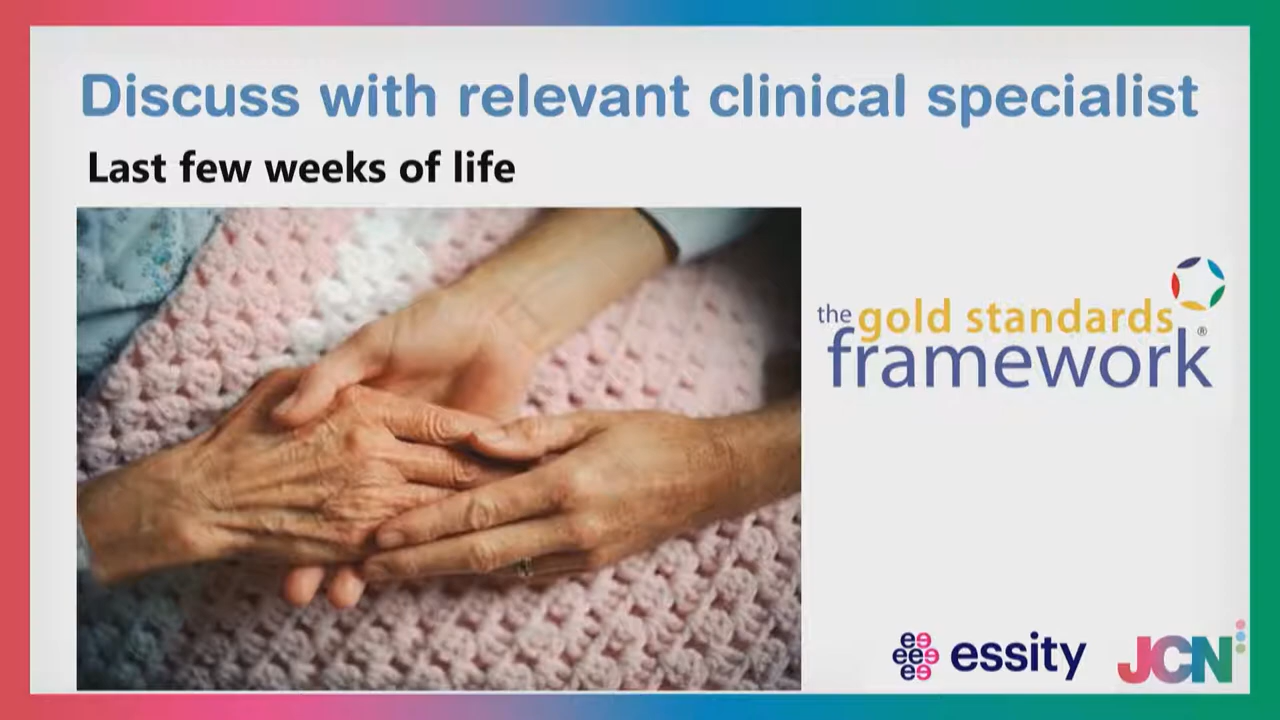 Discuss with relevant clinical specialist
Last few weeks of life
the gold standards
framework®
essity
JCN